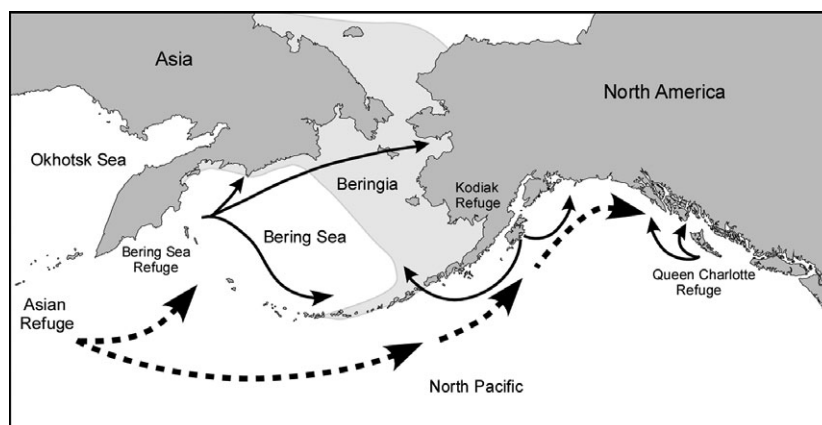 Asia
North America
Okhotsk Sea
Beringia
Kodiak
Refuge
Bering Sea
Bering Sea
Refuge
Queen Charlotte
Refuge
Asian
Refuge
North Pacific